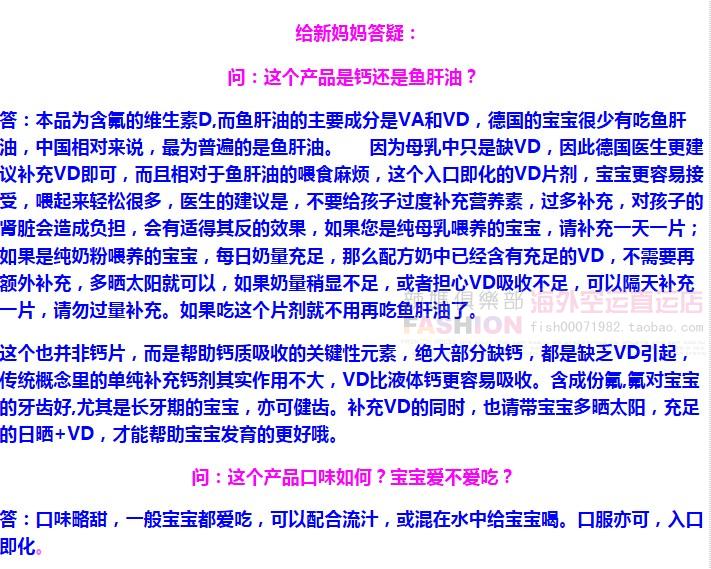 给新妈妈答疑：
问：这个产品是钙还是鱼肝油？
答：本品为含氟的维生素D,而鱼肝油的主要成分是VA和VD，德国的宝宝很少有吃鱼肝
油，中国相对来说，最为普遍的是鱼肝油。 因为母乳中只是缺VD，因此德国医生更建
议补充VD即可，而且相对于鱼肝油的喂食麻烦，这个入口即化的VD片剂，宝宝更容易接
受，喂起来轻松很多，医生的建议是，不要给孩子过度补充营养素，过多补充，对孩子的
肾脏会造成负担，会有适得其反的效果，如果您是纯母乳喂养的宝宝，请补充一天一片；
如果是纯奶粉喂养的宝宝，每日奶量充足，那么配方奶中已经含有充足的VD，不需要再
额外补充，多晒太阳就可以，如果奶量稍显不足，或者担心VD吸收不足，可以隔天补充
一片，请勿过量补充。如果吃这个片剂就不用再吃鱼肝油了。
媽俱樂部 海外空运直运店
FASHION fish00071982.taobao.com
这个也并非钙片，而是帮助钙质吸收的关键性元素，绝大部分缺钙，都是缺乏VD引起，
传统概念里的单纯补充钙剂其实作用不大，VD比液体钙更容易吸收。含成份氟,氟对宝宝
的牙齿好,尤其是长牙期的宝宝，亦可健齿。补充VD的同时，也请带宝宝多晒太阳，充足
的日晒+VD，才能帮助宝宝发育的更好哦。
问：这个产品口味如何？宝宝爱不爱吃？
答：口味略甜，一般宝宝都爱吃，可以配合流汁，或混在水中给宝宝喝。口服亦可，入口
即化。